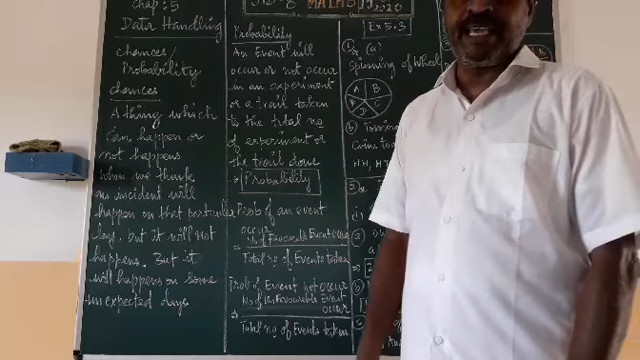 chap: 5
Data Handling
chances/
Probability
chances
A thing which
can happen or
not happens
when we think
an incident will
happen on that perticular
day. but it will not
happens. But it
will happens on some
unexpected days
MATHS
Probability
An Event will
occur or not occur
in an experiment
or a trail taken
to the total no
of experiment or
the trail done
Probability
Prob of an event
occur
= No of Favourable Event occur
Total no of Events taken
Prob of Event not occur
No of UnFavourable Event
⇒ occur
Total no of Events taken
Ex 5.3
1) (a)
Spinning of Wheel
A B
C
(b)
Coins
HH, HT
(a)
(b)